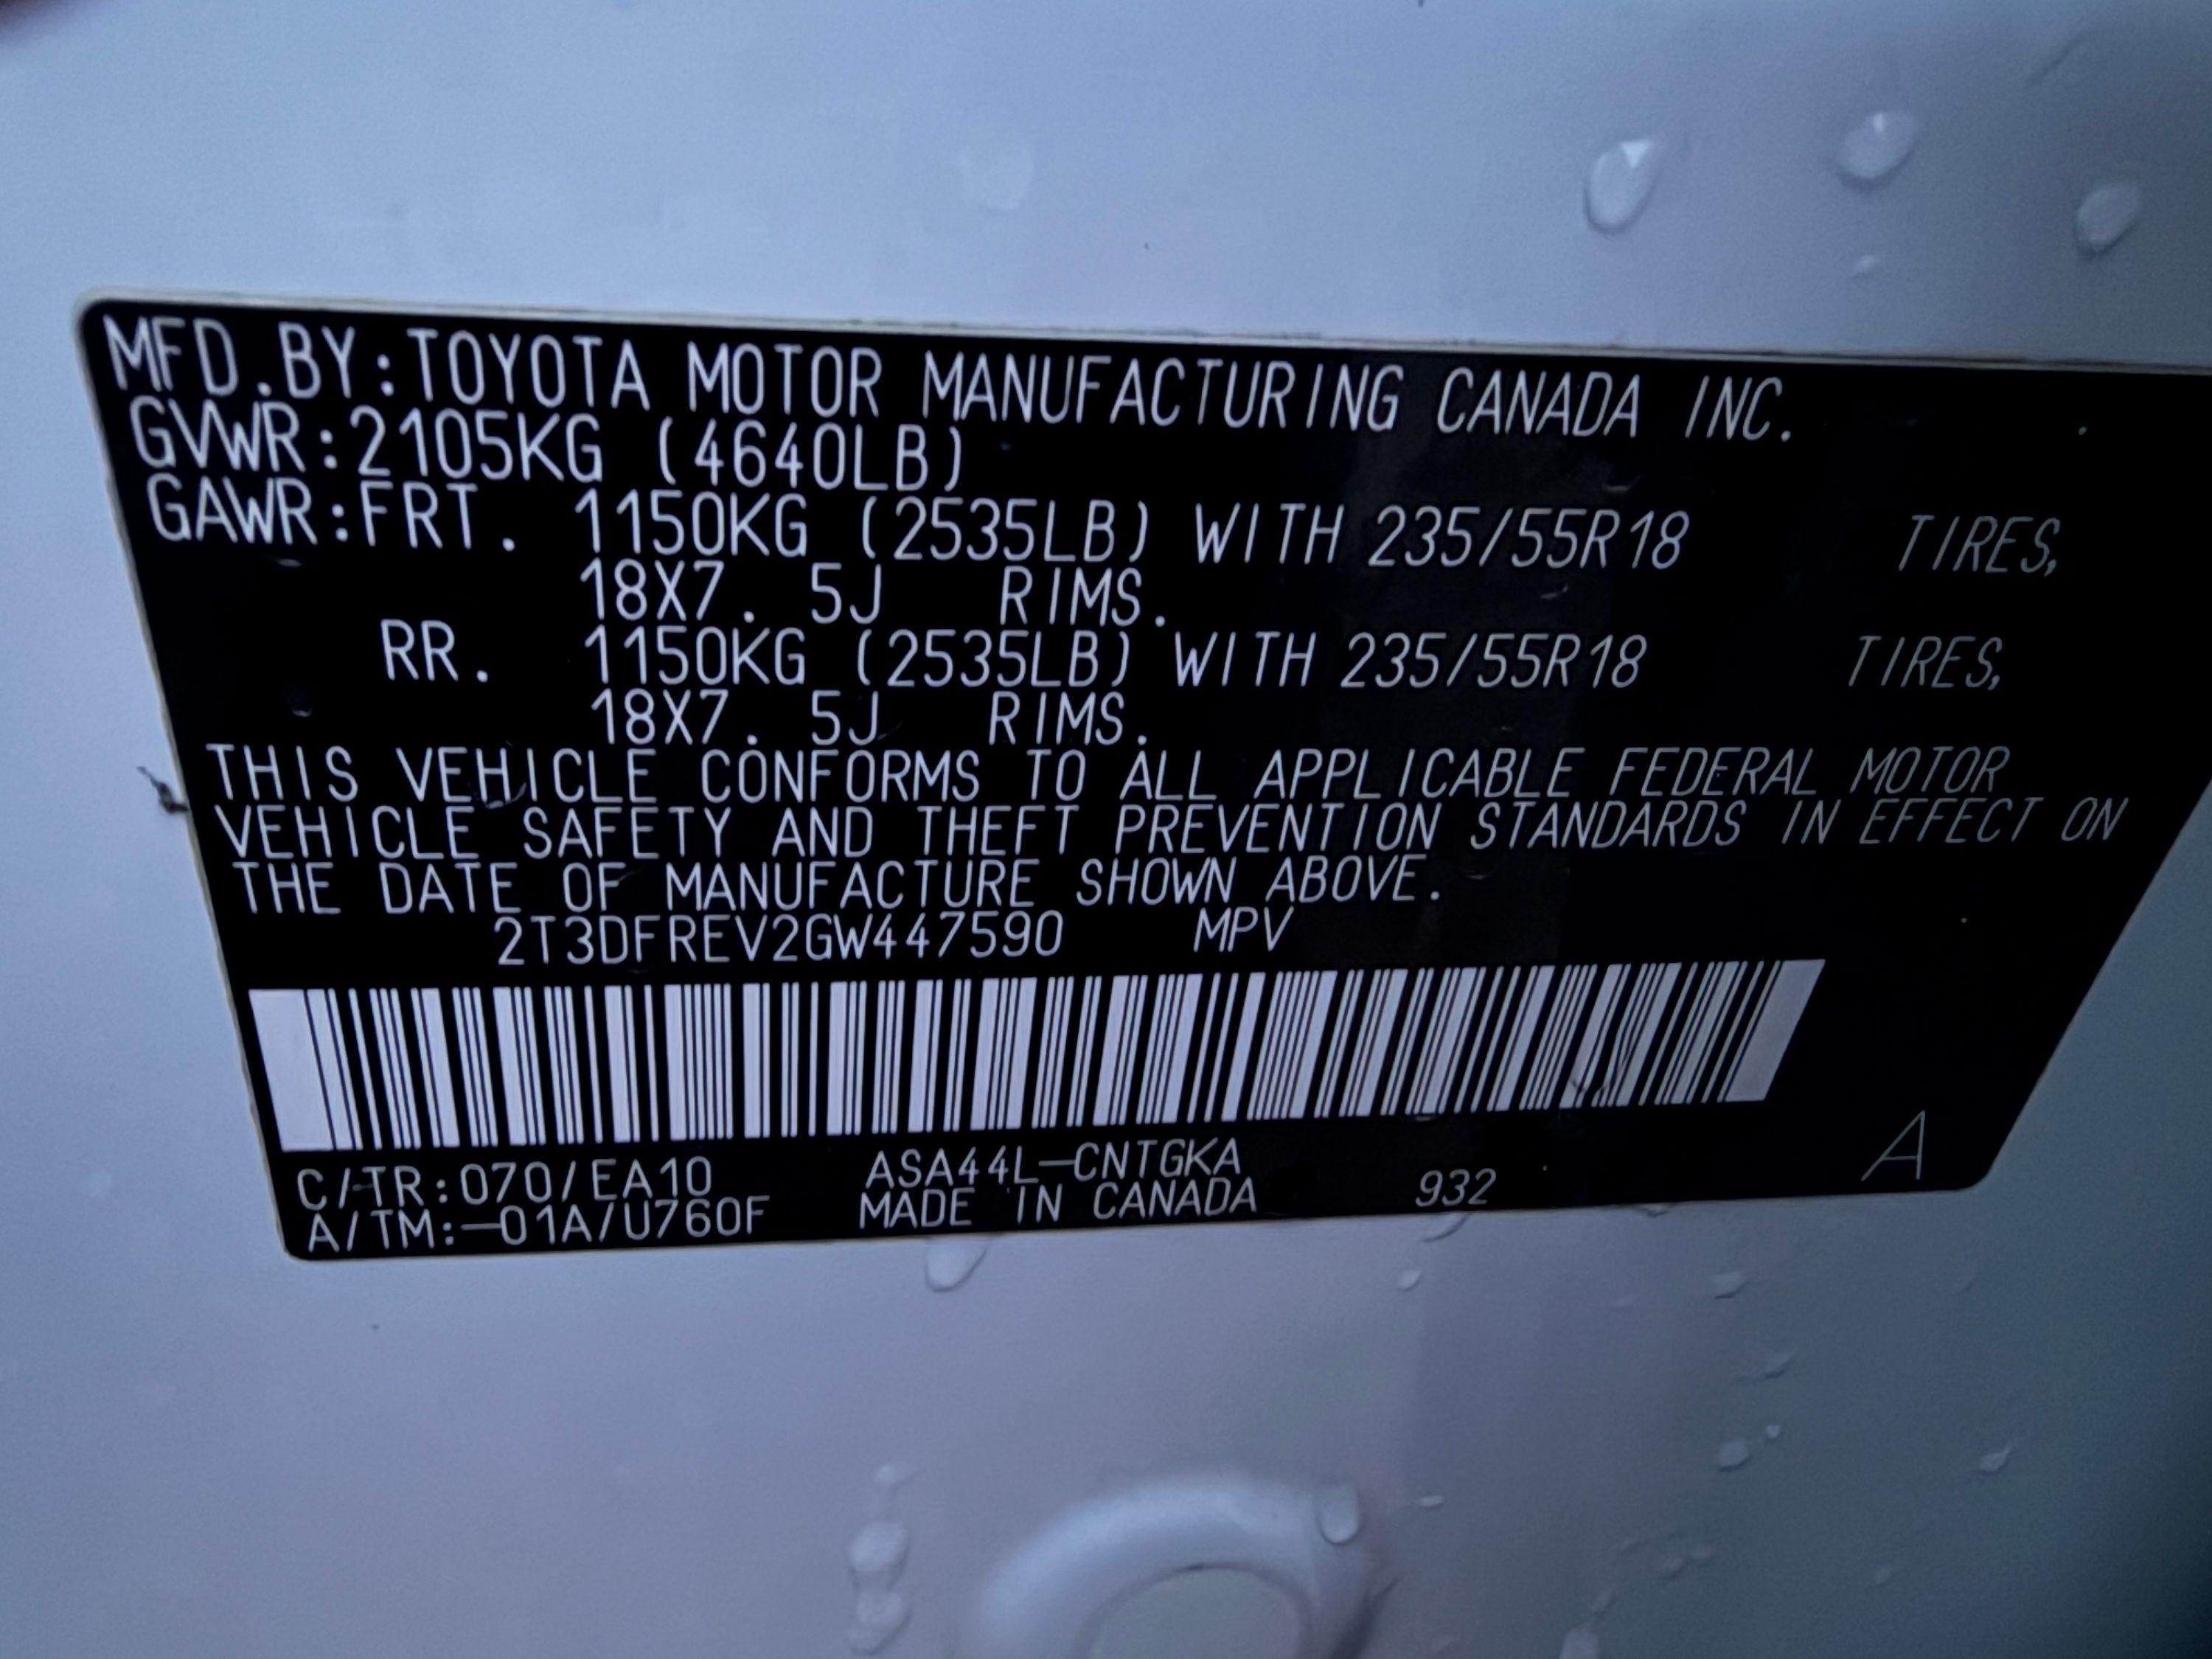 MFD.BY:TOYOTA MOTOR MANUFACTURING CANADA INC.
GVWR:2105KG (4640LB)
GAWR:FRT. 1150KG (2535LB) WITH 235/55R18 TIRES,
18X7. 5J RIMS.
RR. 1150KG (2535LB) WITH 235/55R18 TIRES,
18X7. 5J RIMS.
THIS VEHICLE CONFORMS TO ALL APPLICABLE FEDERAL MOTOR
VEHICLE SAFETY AND THEFT PREVENTION STANDARDS IN EFFECT ON
THE DATE OF MANUFACTURE SHOWN ABOVE.
2T3DFREV2GW447590 MPV
C/TR:070/EA10 ASA44L-CNTGKA
A/TM:-01A/U760F MADE IN CANADA 932 A